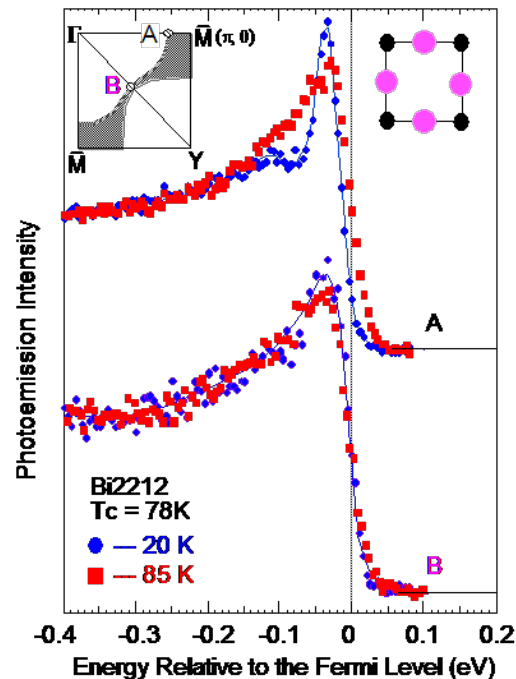 Γ A M̄ (π, 0)
B
M̄ Y
Photoemission Intensity
A
Bi2212
Tc = 78K
— 20 K
— 85 K
B
-0.4 -0.3 -0.2 -0.1 0 0.1 0.2
Energy Relative to the Fermi Level (eV)